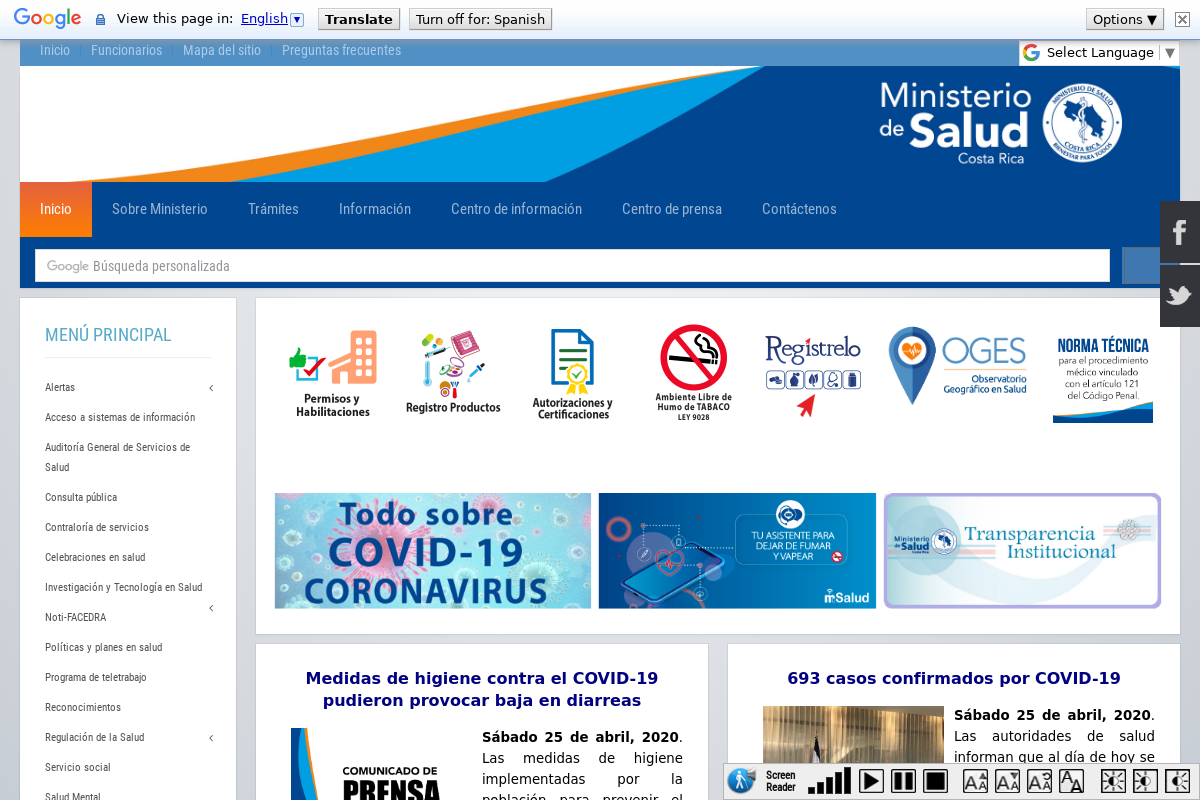 Google View this page in: English ▼ Translate Turn off for: Spanish Options ▼
Inicio Funcionarios Mapa del sitio Preguntas frecuentes
Select Language ▼
Ministerio
de Salud
Costa Rica
MINISTERIO DE SALUD
COSTA RICA
BIENESTAR PARA TODOS
Inicio Sobre Ministerio Trámites Información Centro de información Centro de prensa Contáctenos
Google Búsqueda personalizada
MENÚ PRINCIPAL
Alertas
Acceso a sistemas de información
Auditoría General de Servicios de
Salud
Consulta pública
Contraloría de servicios
Celebraciones en salud
Investigación y Tecnología en Salud
Noti-FACEDRA
Políticas y planes en salud
Programa de teletrabajo
Reconocimientos
Regulación de la Salud
Servicio social
Salud Mental
Permisos y
Habilitaciones
Registro Productos
Autorizaciones y
Certificaciones
Ambiente Libre de
Humo de TABACO
LEY 9028
Regístrelo
OGES
Observatorio
Geográfico en Salud
NORMA TÉCNICA
para el procedimiento
médico vinculado
con el artículo 121
del Código Penal.
Todo sobre
COVID-19
CORONAVIRUS
TU ASISTENTE PARA
DEJAR DE FUMAR
Y VAPEAR
mSalud
Ministerio
de Salud
Costa Rica
Transparencia
Institucional
Medidas de higiene contra el COVID-19
pudieron provocar baja en diarreas
COMUNICADO DE
PRENSA
Sábado 25 de abril, 2020.
Las medidas de higiene
implementadas por la
población para prevenir el
693 casos confirmados por COVID-19
Sábado 25 de abril, 2020.
Las autoridades de salud
informan que al día de hoy se
Screen
Reader